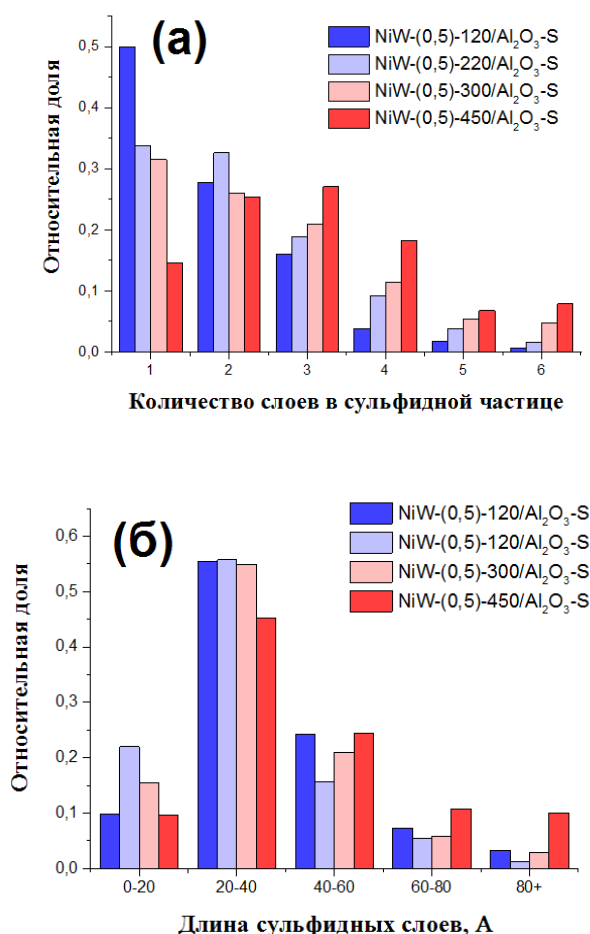 (а)
NiW-(0,5)-120/Al₂O₃-S
NiW-(0,5)-220/Al₂O₃-S
NiW-(0,5)-300/Al₂O₃-S
NiW-(0,5)-450/Al₂O₃-S
Относительная доля
0,5
0,4
0,3
0,2
0,1
0,0
1 2 3 4 5 6
Количество слоев в сульфидной частице
(б)
NiW-(0,5)-120/Al₂O₃-S
NiW-(0,5)-120/Al₂O₃-S
NiW-(0,5)-300/Al₂O₃-S
NiW-(0,5)-450/Al₂O₃-S
Относительная доля
0,6
0,5
0,4
0,3
0,2
0,1
0,0
0-20 20-40 40-60 60-80 80+
Длина сульфидных слоев, А